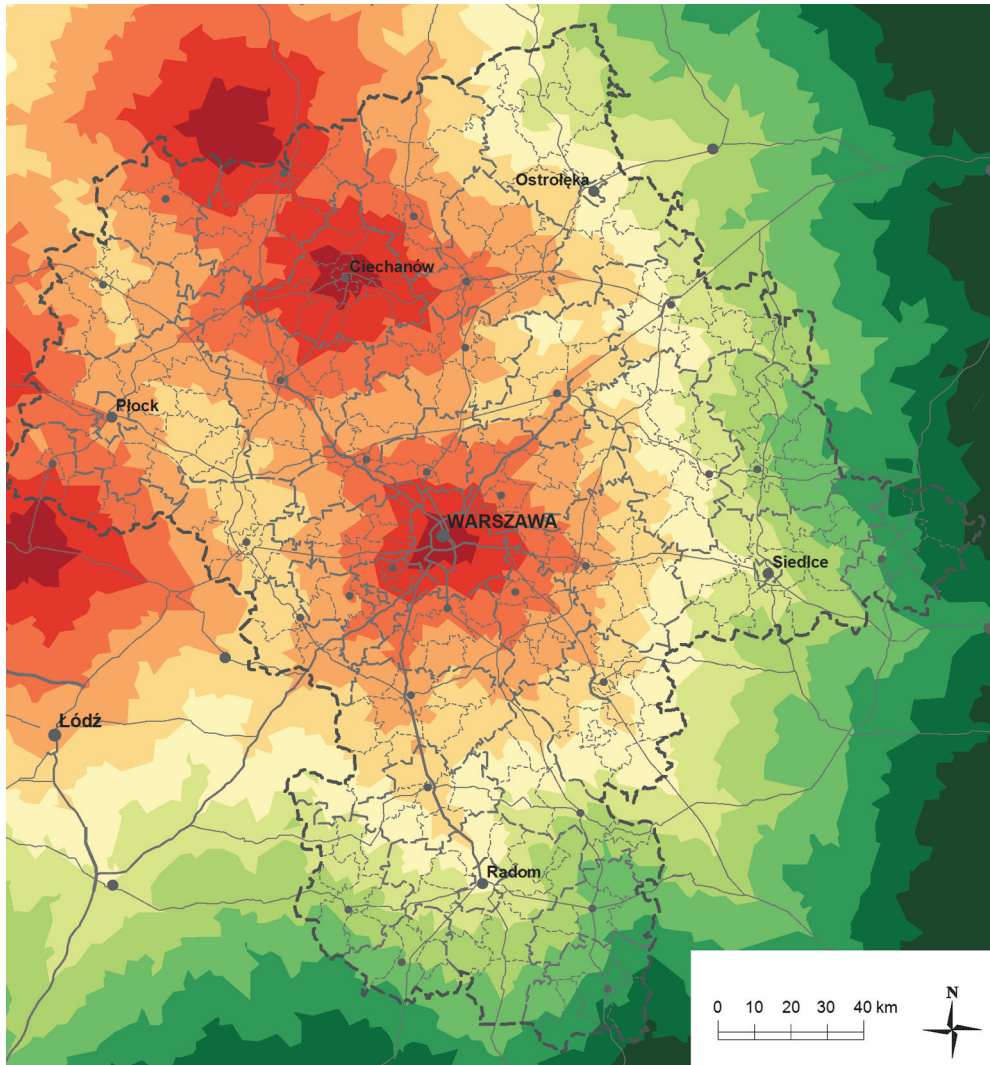 Ostrołęka
Ciechanów
Płock
WARSZAWA
Siedlce
Łódź
Radom
0 10 20 30 40 km
N